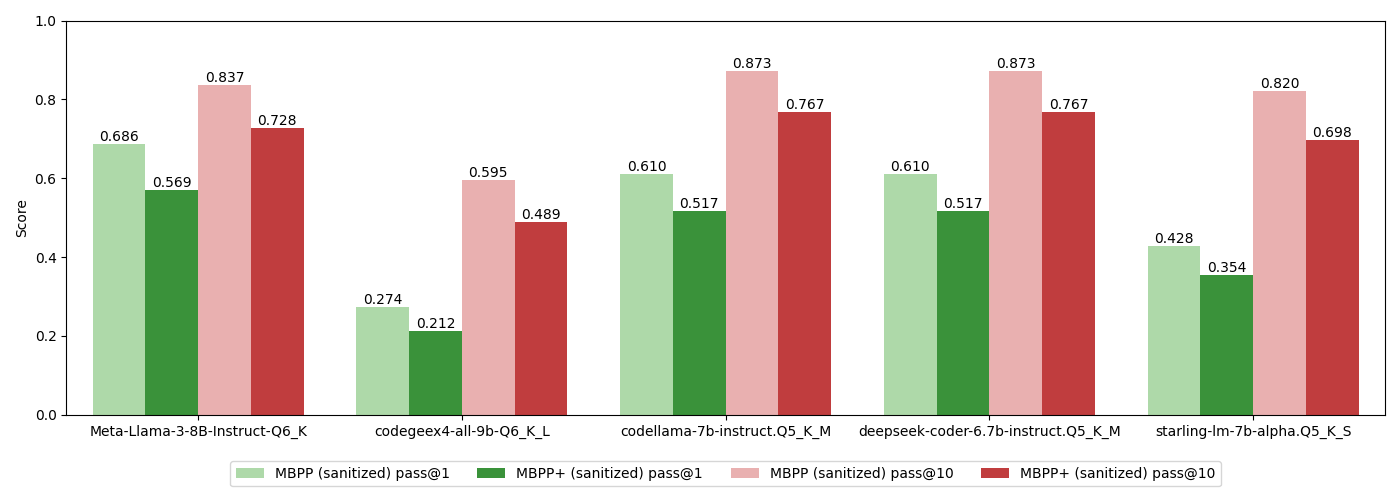 1.0
0.8
0.6
0.4
0.2
0.0
Score
0.686
0.569
0.837
0.728
0.274
0.212
0.595
0.489
0.610
0.517
0.873
0.767
0.610
0.517
0.873
0.767
0.428
0.354
0.820
0.698
Meta-Llama-3-8B-Instruct-Q6_K
codegeex4-all-9b-Q6_K_L
codellama-7b-instruct.Q5_K_M
deepseek-coder-6.7b-instruct.Q5_K_M
starling-lm-7b-alpha.Q5_K_S
MBPP (sanitized) pass@1
MBPP+ (sanitized) pass@1
MBPP (sanitized) pass@10
MBPP+ (sanitized) pass@10